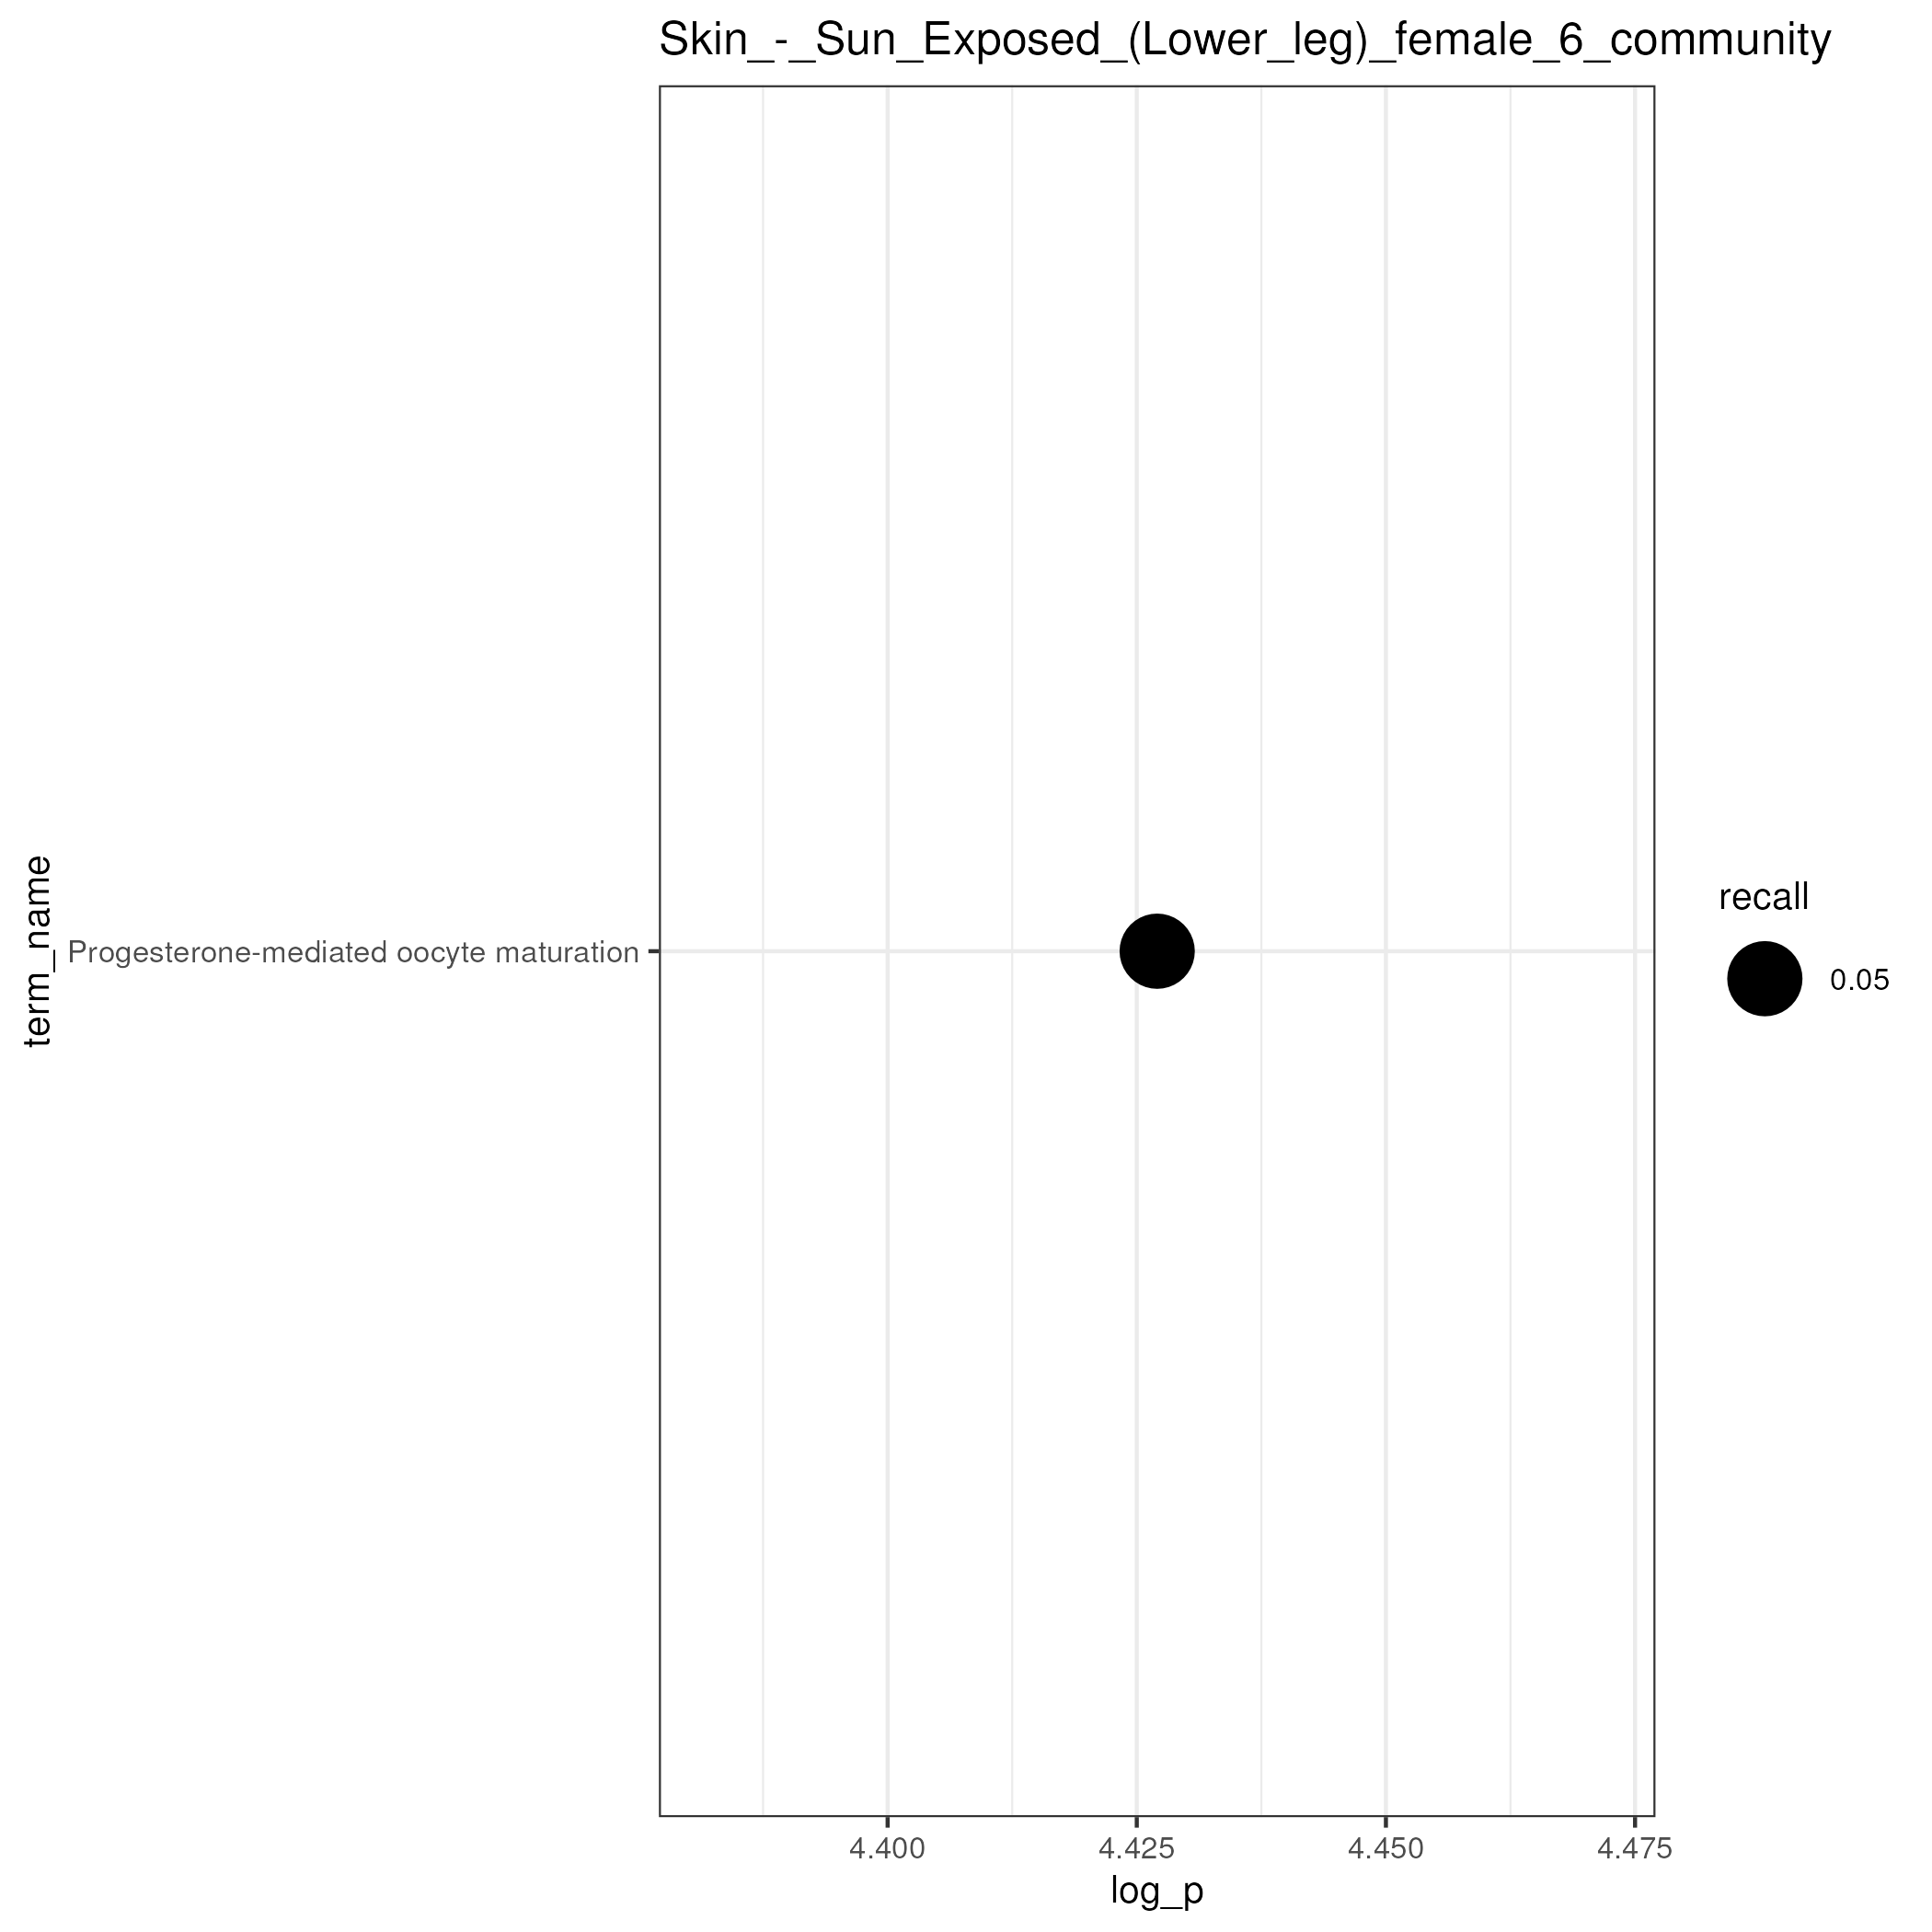 Skin_-_Sun_Exposed_(Lower_leg)_female_6_community
term_name
Progesterone-mediated oocyte maturation
recall
0.05
4.400 4.425 4.450 4.475
log_p